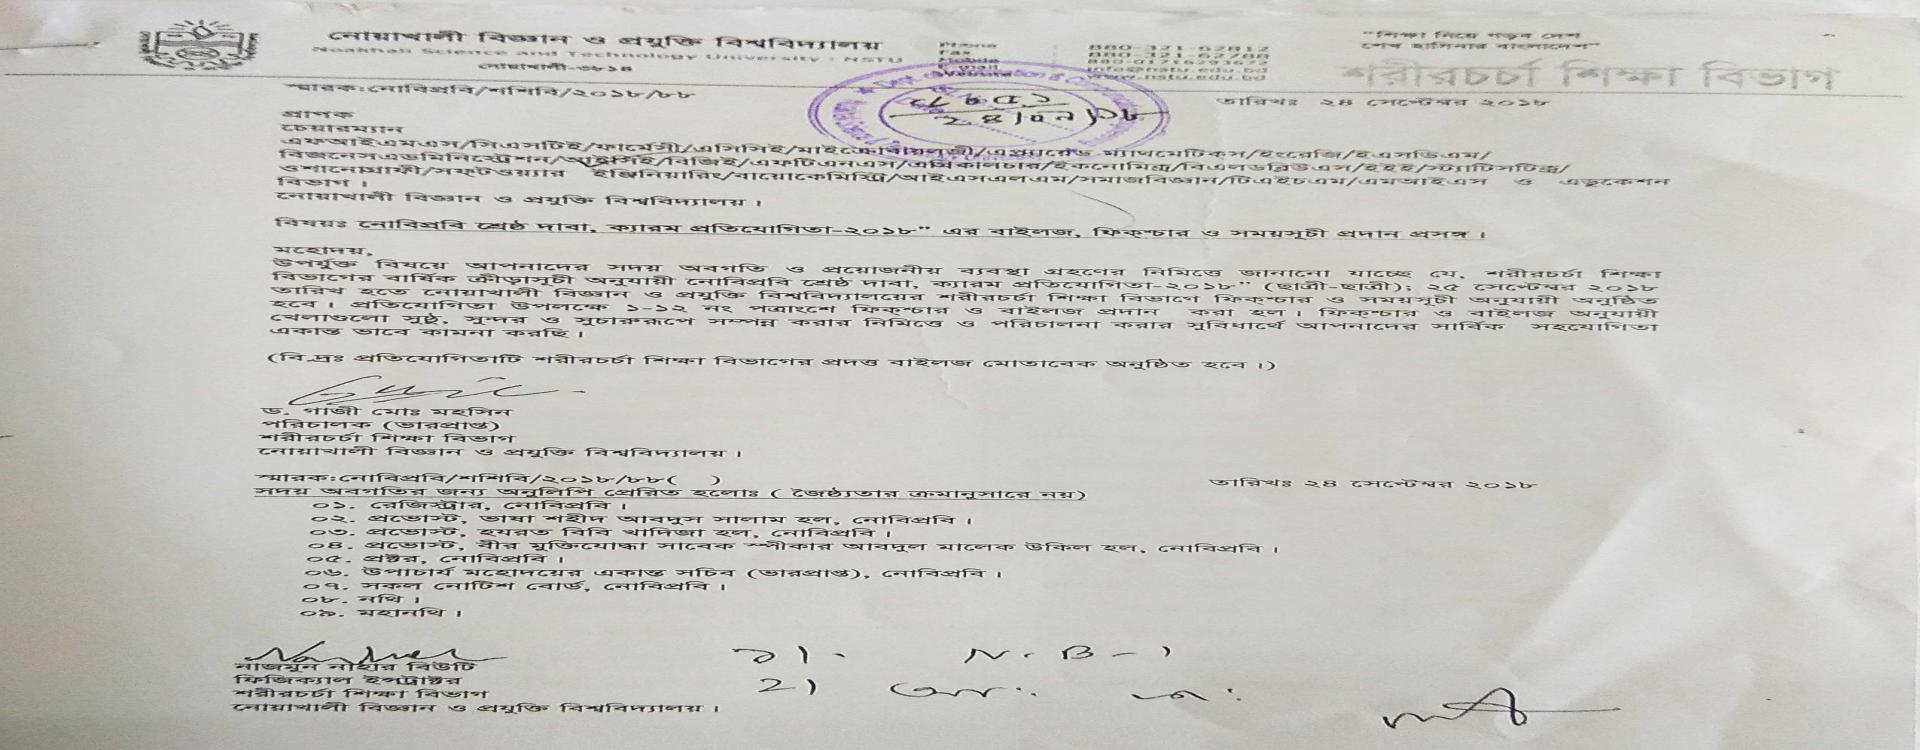 নোয়াখালী বিজ্ঞান ও প্রযুক্তি বিশ্ববিদ্যালয়
Noakhali Science and Technology University : NSTU
নোয়াখালী-৩৮১৪
Phone : 880-321-62812
Fax : 880-321-62788
Mobile : 880-01716293672
E-mail : info@nstu.edu.bd
Website : www.nstu.edu.bd
"শিক্ষা নিয়ে গড়ব দেশ
শেখ হাসিনার বাংলাদেশ"
শরীরচর্চা শিক্ষা বিভাগ
স্মারক:নোবিপ্রবি/শশিবি/২০১৮/৮৮
তারিখঃ ২৪ সেপ্টেম্বর ২০১৮
প্রাপক
চেয়ারম্যান
এফআইএমএস/সিএসটিই/ফার্মেসী/এসিসিই/মাইক্রোবায়লজী/এপ্ল্যায়েড ম্যাথমেটিকস/ইংরেজি/ইএসডিএম/
বিজনেসএডমিনিস্ট্রেশন/আইসিই/বিজিই/এফটিএনএস/এগ্রিকালচার/ইকনোমিক্স/বিএলডব্লিউএস/ইইই/স্ট্যাটিসটিক্স/
ওশানোগ্রাফী/সফ্টওয়্যার ইঞ্জিনিয়ারিং/বায়োকেমিস্ট্রি/আইএসএলএম/সমাজবিজ্ঞান/টিএইচএম/এমআইএস ও এডুকেশন
বিভাগ।
নোয়াখালী বিজ্ঞান ও প্রযুক্তি বিশ্ববিদ্যালয়।
বিষয়ঃ নোবিপ্রবি শ্রেষ্ঠ দাবা, ক্যারম প্রতিযোগিতা-২০১৮" এর বাইলজ, ফিক্শ্চার ও সময়সূচী প্রদান প্রসঙ্গ।
মহোদয়,
উপর্যুক্ত বিষয়ে আপনাদের সদয় অবগতি ও প্রয়োজনীয় ব্যবস্থা গ্রহণের নিমিত্তে জানানো যাচ্ছে যে, শরীরচর্চা শিক্ষা
বিভাগের বার্ষিক ক্রীড়াসূচী অনুযায়ী নোবিপ্রবি শ্রেষ্ঠ দাবা, ক্যারম প্রতিযোগিতা-২০১৮" (ছাত্রী-ছাত্রী); ২৫ সেপ্টেম্বর ২০১৮
তারিখ হতে নোয়াখালী বিজ্ঞান ও প্রযুক্তি বিশ্ববিদ্যালয়ের শরীরচর্চা শিক্ষা বিভাগে ফিক্শ্চার ও সময়সূচী অনুযায়ী অনুষ্ঠিত
হবে। প্রতিযোগিতা উপলক্ষে ১-১২ নং পত্রাংশে ফিক্শ্চার ও বাইলজ প্রদান করা হল। ফিক্শ্চার ও বাইলজ অনুযায়ী
খেলাগুলো সুষ্ঠু, সুন্দর ও সুচারুরূপে সম্পন্ন করার নিমিত্তে ও পরিচালনা করার সুবিধার্থে আপনাদের সার্বিক সহযোগিতা
একান্ত ভাবে কামনা করছি।
(বি.দ্রঃ প্রতিযোগিতাটি শরীরচর্চা শিক্ষা বিভাগের প্রদত্ত বাইলজ মোতাবেক অনুষ্ঠিত হবে।)
ড. গাজী মোঃ মহসিন
পরিচালক (ভারপ্রাপ্ত)
শরীরচর্চা শিক্ষা বিভাগ
নোয়াখালী বিজ্ঞান ও প্রযুক্তি বিশ্ববিদ্যালয়।
স্মারক:নোবিপ্রবি/শশিবি/২০১৮/৮৮( )
তারিখঃ ২৪ সেপ্টেম্বর ২০১৮
সদয় অবগতির জন্য অনুলিপি প্রেরিত হলোঃ ( জৈষ্ঠ্যতার ক্রমানুসারে নয়)
০১. রেজিস্ট্রার, নোবিপ্রবি।
০২. প্রভোস্ট, ভাষা শহীদ আবদুস সালাম হল, নোবিপ্রবি।
০৩. প্রভোস্ট, হযরত বিবি খাদিজা হল, নোবিপ্রবি।
০৪. প্রভোস্ট, বীর মুক্তিযোদ্ধা সাবেক স্পীকার আবদুল মালেক উকিল হল, নোবিপ্রবি।
০৫. প্রক্টর, নোবিপ্রবি।
০৬. উপাচার্য মহোদয়ের একান্ত সচিব (ভারপ্রাপ্ত), নোবিপ্রবি।
০৭. সকল নোটিশ বোর্ড, নোবিপ্রবি।
০৮. নথি।
০৯. মহানথি।
নাজমুন নাহার বিউটি
ফিজিক্যাল ইন্সট্রাক্টর
শরীরচর্চা শিক্ষা বিভাগ
নোয়াখালী বিজ্ঞান ও প্রযুক্তি বিশ্ববিদ্যালয়।
১। N.B-1